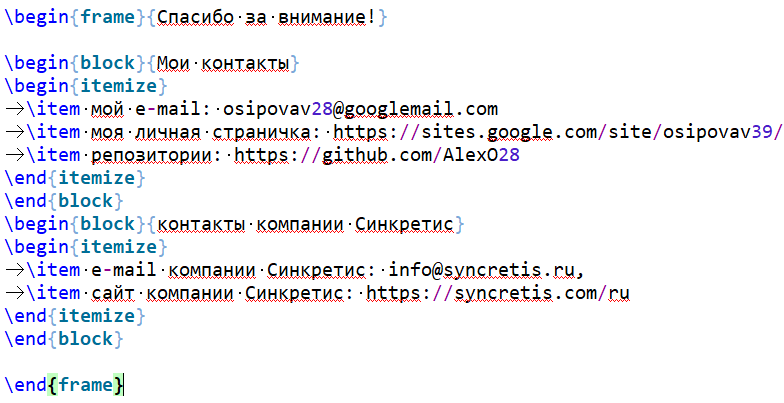 \begin{frame}{Спасибо за внимание!}
\begin{block}{Мои контакты}
\begin{itemize}
\item мой e-mail: osipovav28@googlemail.com
\item моя личная страничка: https://sites.google.com/site/osipovav39/
\item репозитории: https://github.com/AlexO28
\end{itemize}
\end{block}
\begin{block}{контакты компании Синкретис}
\begin{itemize}
\item e-mail компании Синкретис: info@syncretis.ru,
\item сайт компании Синкретис: https://syncretis.com/ru
\end{itemize}
\end{block}
\end{frame}